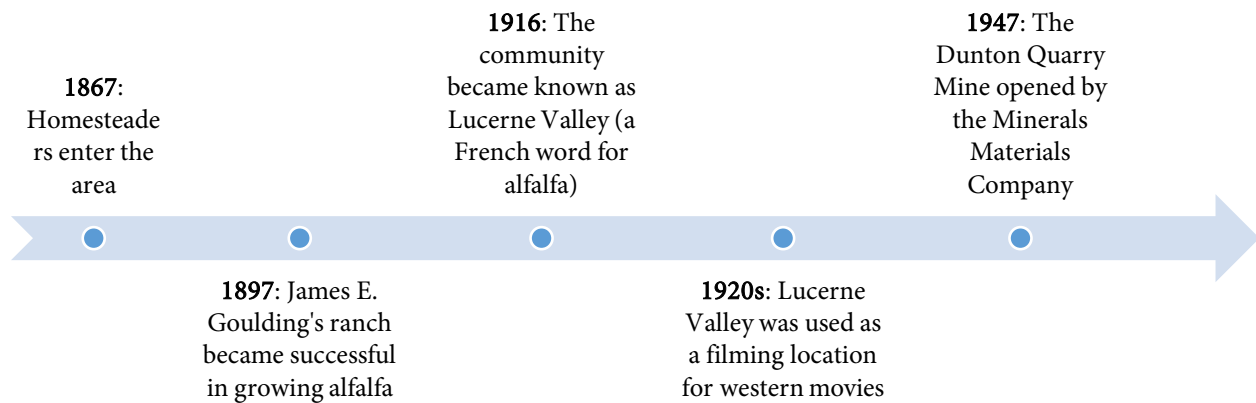 1867:
Homesteade
rs enter the
area
1897: James E.
Goulding's ranch
became successful
in growing alfalfa
1916: The
community
became known as
Lucerne Valley (a
French word for
alfalfa)
1920s: Lucerne
Valley was used as
a filming location
for western movies
1947: The
Dunton Quarry
Mine opened by
the Minerals
Materials
Company